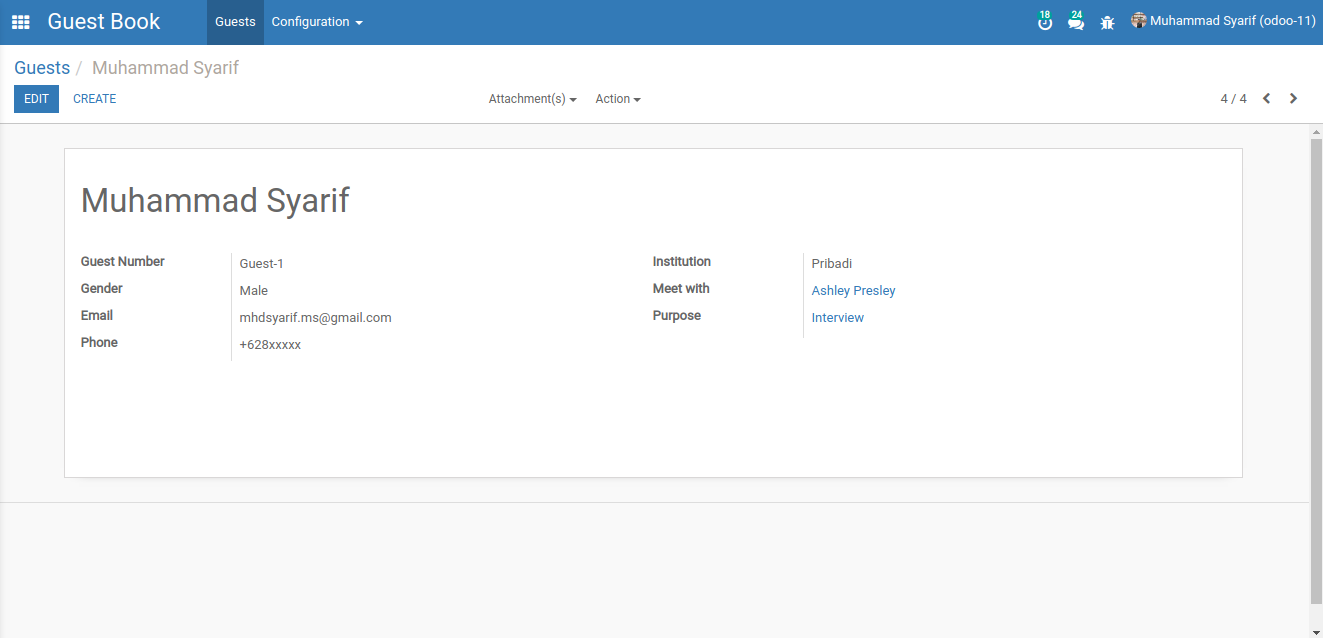 Guest Book Guests Configuration 18 24 Muhammad Syarif (odoo-11)
Guests / Muhammad Syarif
EDIT CREATE Attachment(s) Action 4 / 4
Muhammad Syarif
Guest Number Guest-1 Institution Pribadi
Gender Male Meet with Ashley Presley
Email mhdsyarif.ms@gmail.com Purpose Interview
Phone +628xxxxx